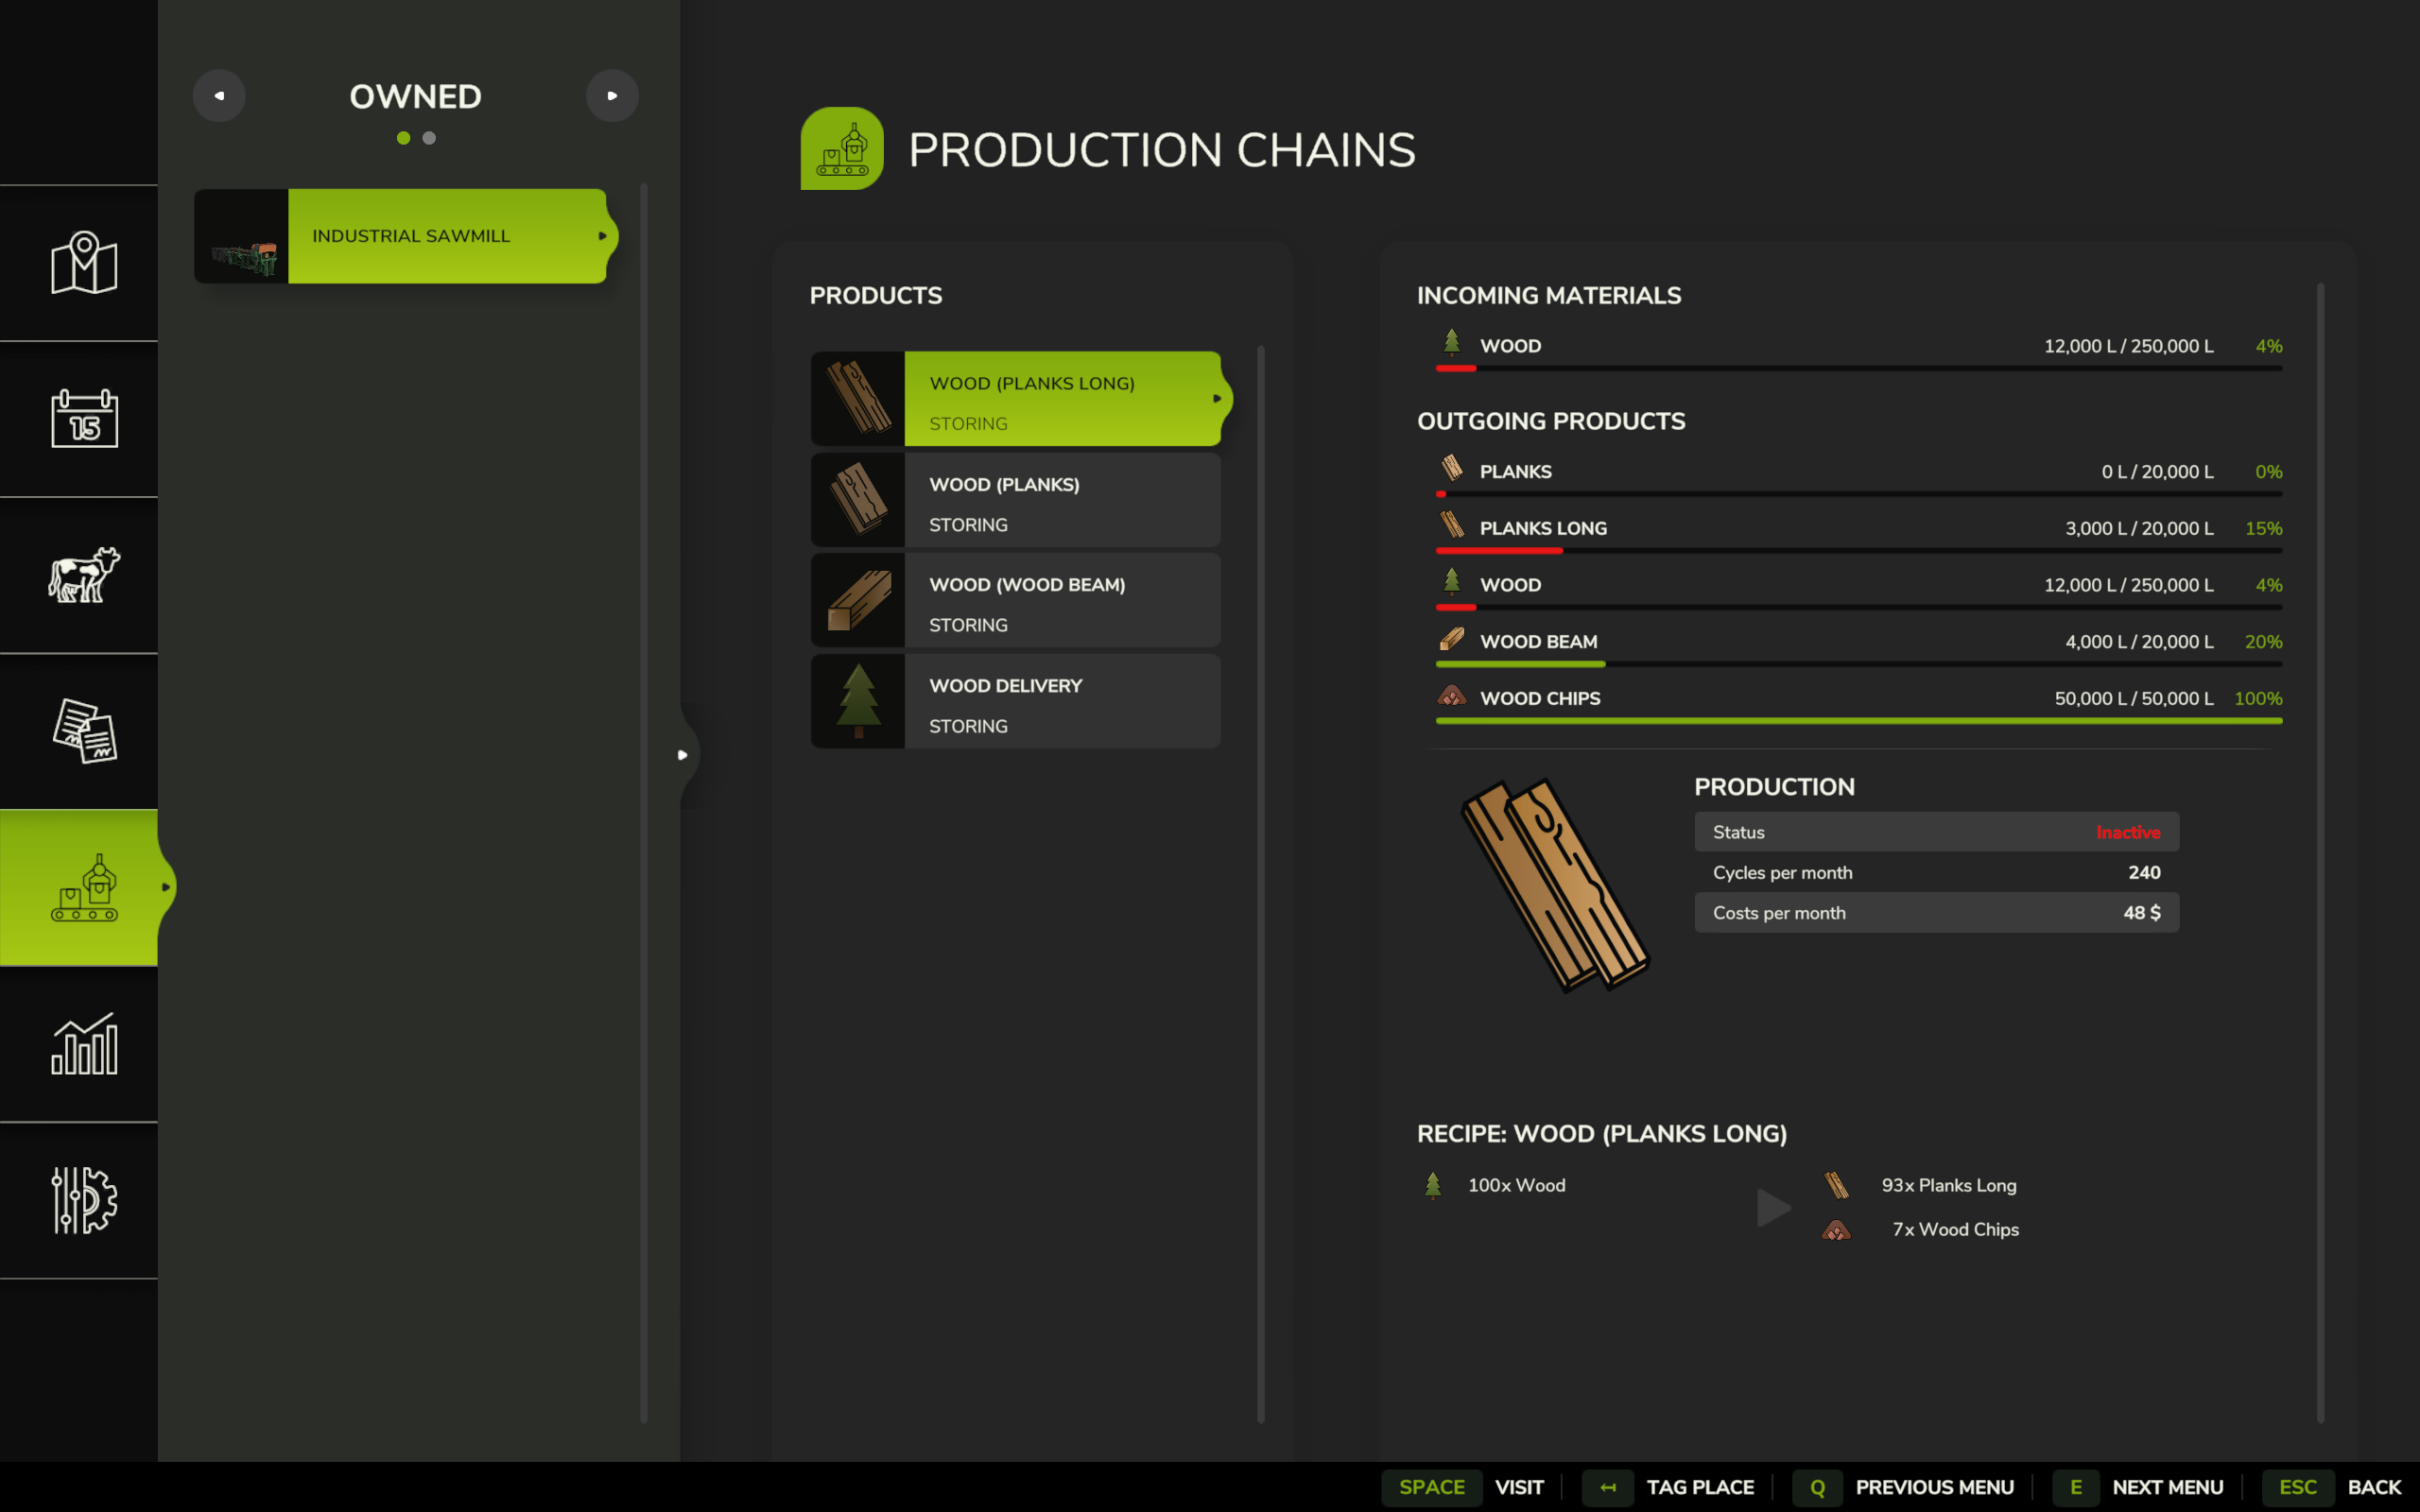 OWNED
INDUSTRIAL SAWMILL
15
PRODUCTION CHAINS
PRODUCTS
WOOD (PLANKS LONG)
STORING
WOOD (PLANKS)
STORING
WOOD (WOOD BEAM)
STORING
WOOD DELIVERY
STORING
INCOMING MATERIALS
WOOD 12,000 L / 250,000 L 4%
OUTGOING PRODUCTS
PLANKS 0 L / 20,000 L 0%
PLANKS LONG 3,000 L / 20,000 L 15%
WOOD 12,000 L / 250,000 L 4%
WOOD BEAM 4,000 L / 20,000 L 20%
WOOD CHIPS 50,000 L / 50,000 L 100%
PRODUCTION
Status Inactive
Cycles per month 240
Costs per month 48 $
RECIPE: WOOD (PLANKS LONG)
100x Wood 93x Planks Long
7x Wood Chips
SPACE VISIT TAG PLACE Q PREVIOUS MENU E NEXT MENU ESC BACK